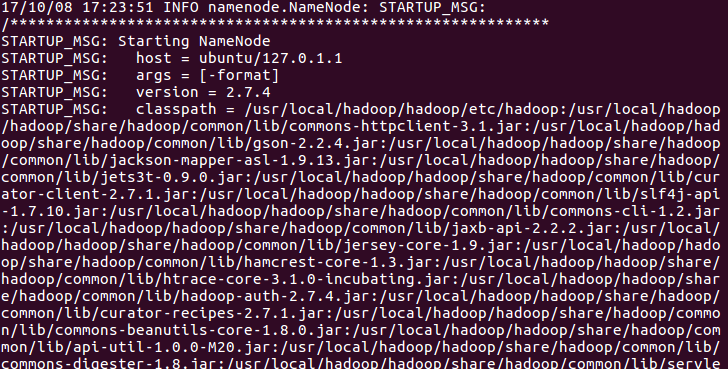 17/10/08 17:23:51 INFO namenode.NameNode: STARTUP_MSG:
/************************************************************
STARTUP_MSG: Starting NameNode
STARTUP_MSG:   host = ubuntu/127.0.1.1
STARTUP_MSG:   args = [-format]
STARTUP_MSG:   version = 2.7.4
STARTUP_MSG:   classpath = /usr/local/hadoop/hadoop/etc/hadoop:/usr/local/hadoop
/hadoop/share/hadoop/common/lib/commons-httpclient-3.1.jar:/usr/local/hadoop/had
oop/share/hadoop/common/lib/gson-2.2.4.jar:/usr/local/hadoop/hadoop/share/hadoop
/common/lib/jackson-mapper-asl-1.9.13.jar:/usr/local/hadoop/hadoop/share/hadoop/
common/lib/jets3t-0.9.0.jar:/usr/local/hadoop/hadoop/share/hadoop/common/lib/cur
ator-client-2.7.1.jar:/usr/local/hadoop/hadoop/share/hadoop/common/lib/slf4j-api
-1.7.10.jar:/usr/local/hadoop/hadoop/share/hadoop/common/lib/commons-cli-1.2.jar
:/usr/local/hadoop/hadoop/share/hadoop/common/lib/jaxb-api-2.2.2.jar:/usr/local/
hadoop/hadoop/share/hadoop/common/lib/jersey-core-1.9.jar:/usr/local/hadoop/hado
op/share/hadoop/common/lib/hamcrest-core-1.3.jar:/usr/local/hadoop/hadoop/share/
hadoop/common/lib/htrace-core-3.1.0-incubating.jar:/usr/local/hadoop/hadoop/shar
e/hadoop/common/lib/hadoop-auth-2.7.4.jar:/usr/local/hadoop/hadoop/share/hadoop/
common/lib/curator-recipes-2.7.1.jar:/usr/local/hadoop/hadoop/share/hadoop/commo
n/lib/commons-beanutils-core-1.8.0.jar:/usr/local/hadoop/hadoop/share/hadoop/com
mon/lib/api-util-1.0.0-M20.jar:/usr/local/hadoop/hadoop/share/hadoop/common/lib/
commons-digester-1.8.jar:/usr/local/hadoop/hadoop/share/hadoop/common/lib/servle